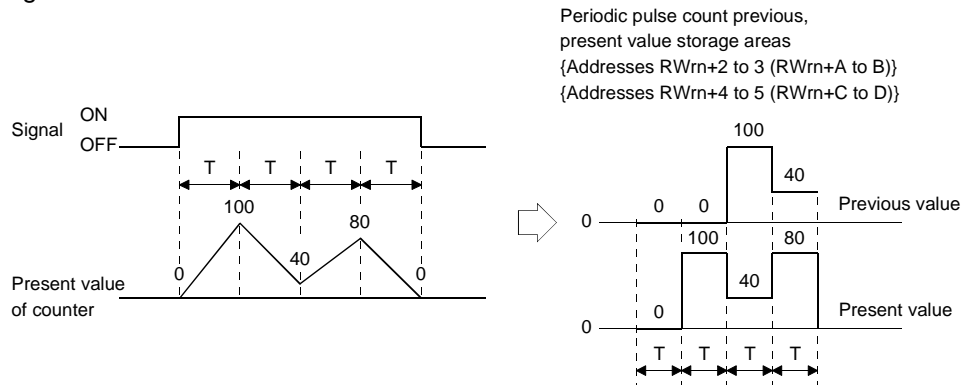 Periodic pulse count previous,
present value storage areas
{Addresses RWrn+2 to 3 (RWrn+A to B)}
{Addresses RWrn+4 to 5 (RWrn+C to D)}
Signal
ON
OFF
T T T T
100
80
40
0
0
Present value
of counter
100
40
0
0
0
Previous value
100
80
40
0
0
Present value
T T T T